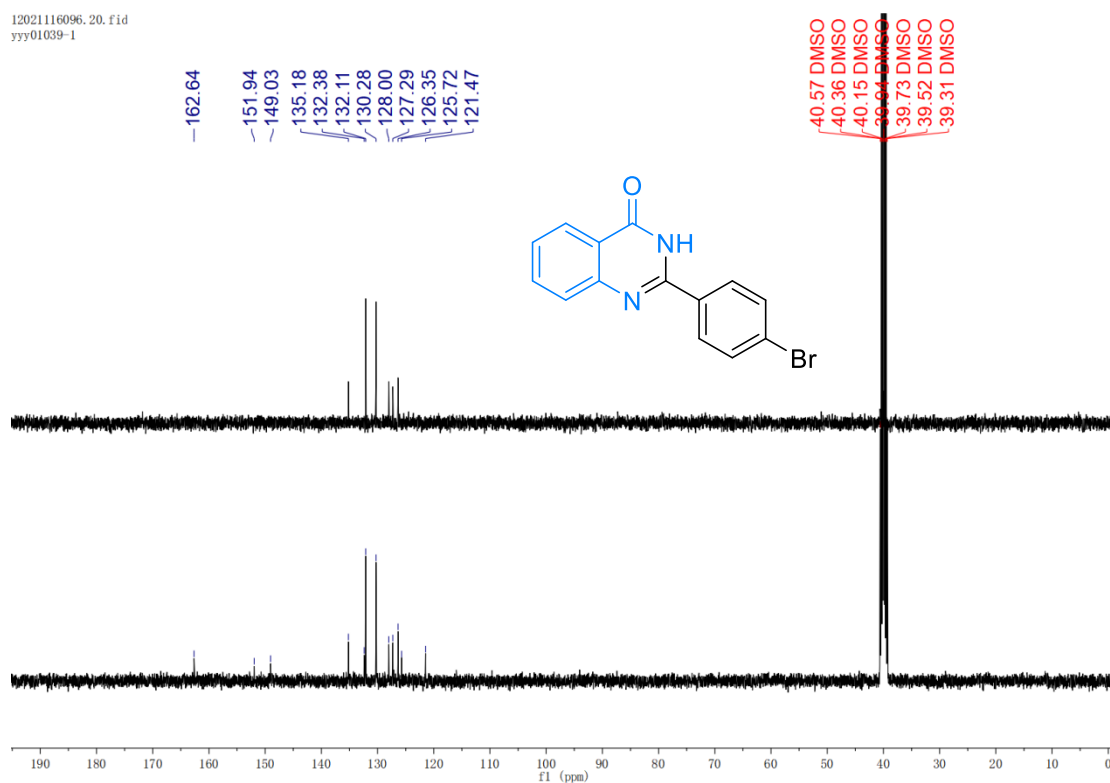 12021116096.20.fid
yyy01039-1
162.64
151.94
149.03
135.18
132.38
132.11
130.28
128.00
127.29
126.35
125.72
121.47
40.57 DMSO
40.36 DMSO
40.15 DMSO
39.94 DMSO
39.73 DMSO
39.52 DMSO
39.31 DMSO
O
NH
N
Br
190 180 170 160 150 140 130 120 110 100 90 80 70 60 50 40 30 20 10 0
f1 (ppm)